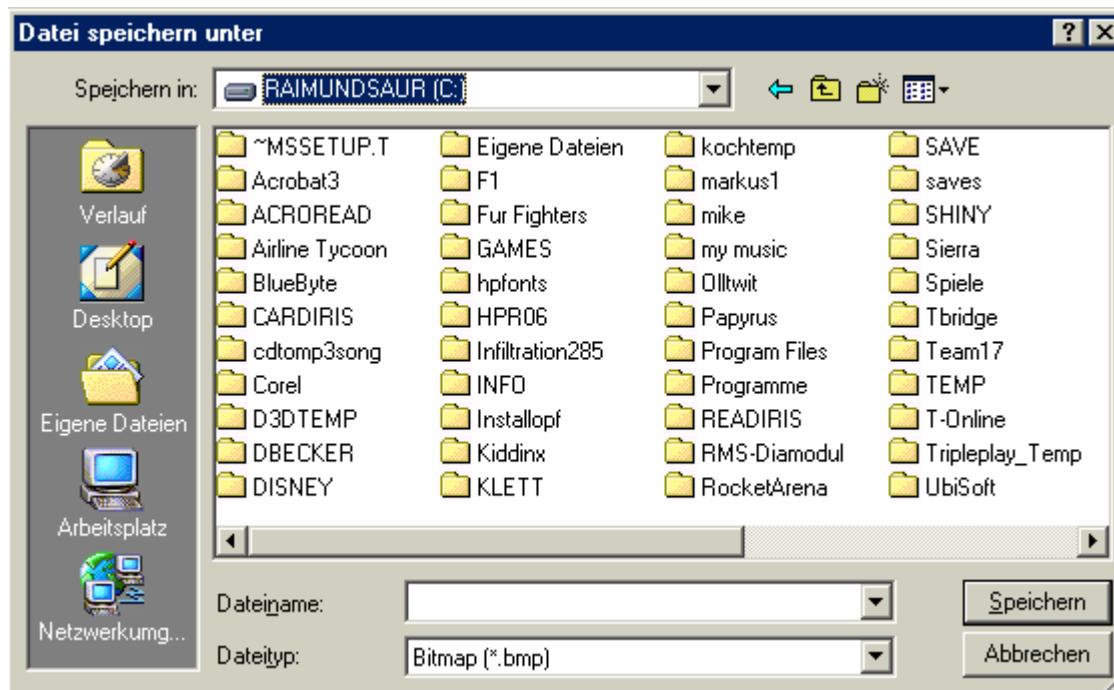 Datei speichern unter
Speichern in: RAIMUNDSAUR (C:)
Verlauf
Desktop
Eigene Dateien
Arbeitsplatz
Netzwerkumg...
~MSSETUP.T Eigene Dateien kochtemp SAVE
Acrobat3 F1 markus1 saves
ACROREAD Fur Fighters mike SHINY
Airline Tycoon GAMES my music Sierra
BlueByte hpfonts Olltwit Spiele
CARDIRIS HPR06 Papyrus Tbridge
cdtomp3song Infiltration285 Program Files Team17
Corel INFO Programme TEMP
D3DTEMP Installopf READIRIS T-Online
DBECKER Kiddinx RMS-Diamodul Tripleplay_Temp
DISNEY KLETT RocketArena UbiSoft
Dateiname: Speichern
Dateityp: Bitmap (*.bmp) Abbrechen